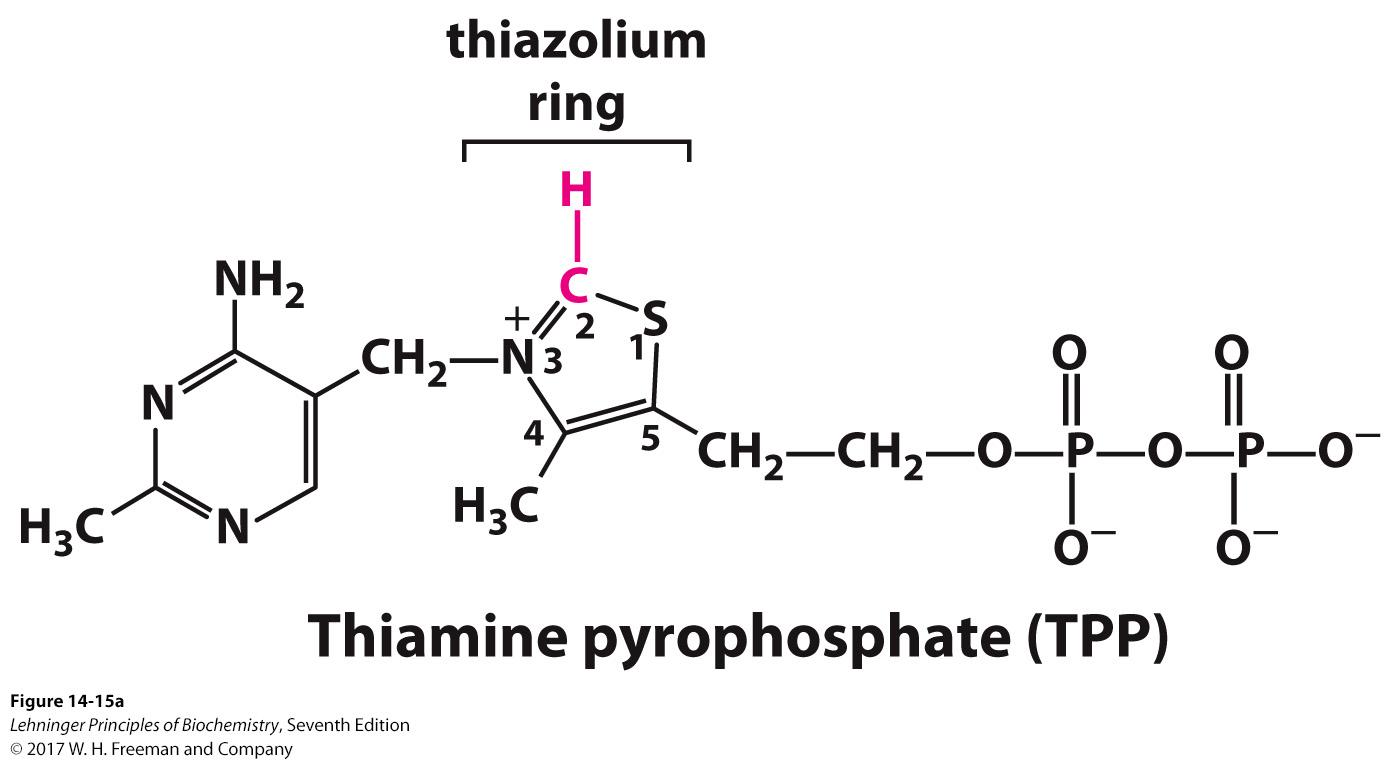 thiazolium
ring
H
NH₂
C
+
2
S
1
CH₂
N
3
N
O
O
4
5
CH₂
CH₂
O
P
O
P
O⁻
H₃C
H₃C
N
O⁻
O⁻
Thiamine pyrophosphate (TPP)
Figure 14-15a
Lehninger Principles of Biochemistry, Seventh Edition
© 2017 W. H. Freeman and Company